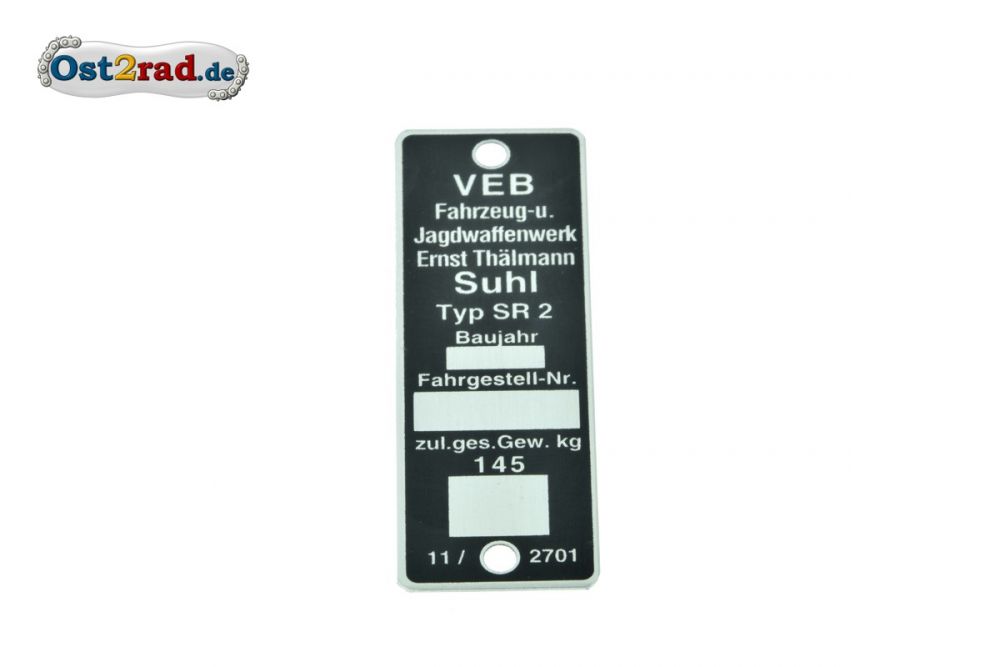 Ost2rad.de
VEB
Fahrzeug-u.
Jagdwaffenwerk
Ernst Thälmann
Suhl
Typ SR 2
Baujahr
Fahrgestell-Nr.
zul.ges.Gew. kg
145
11 / 2701